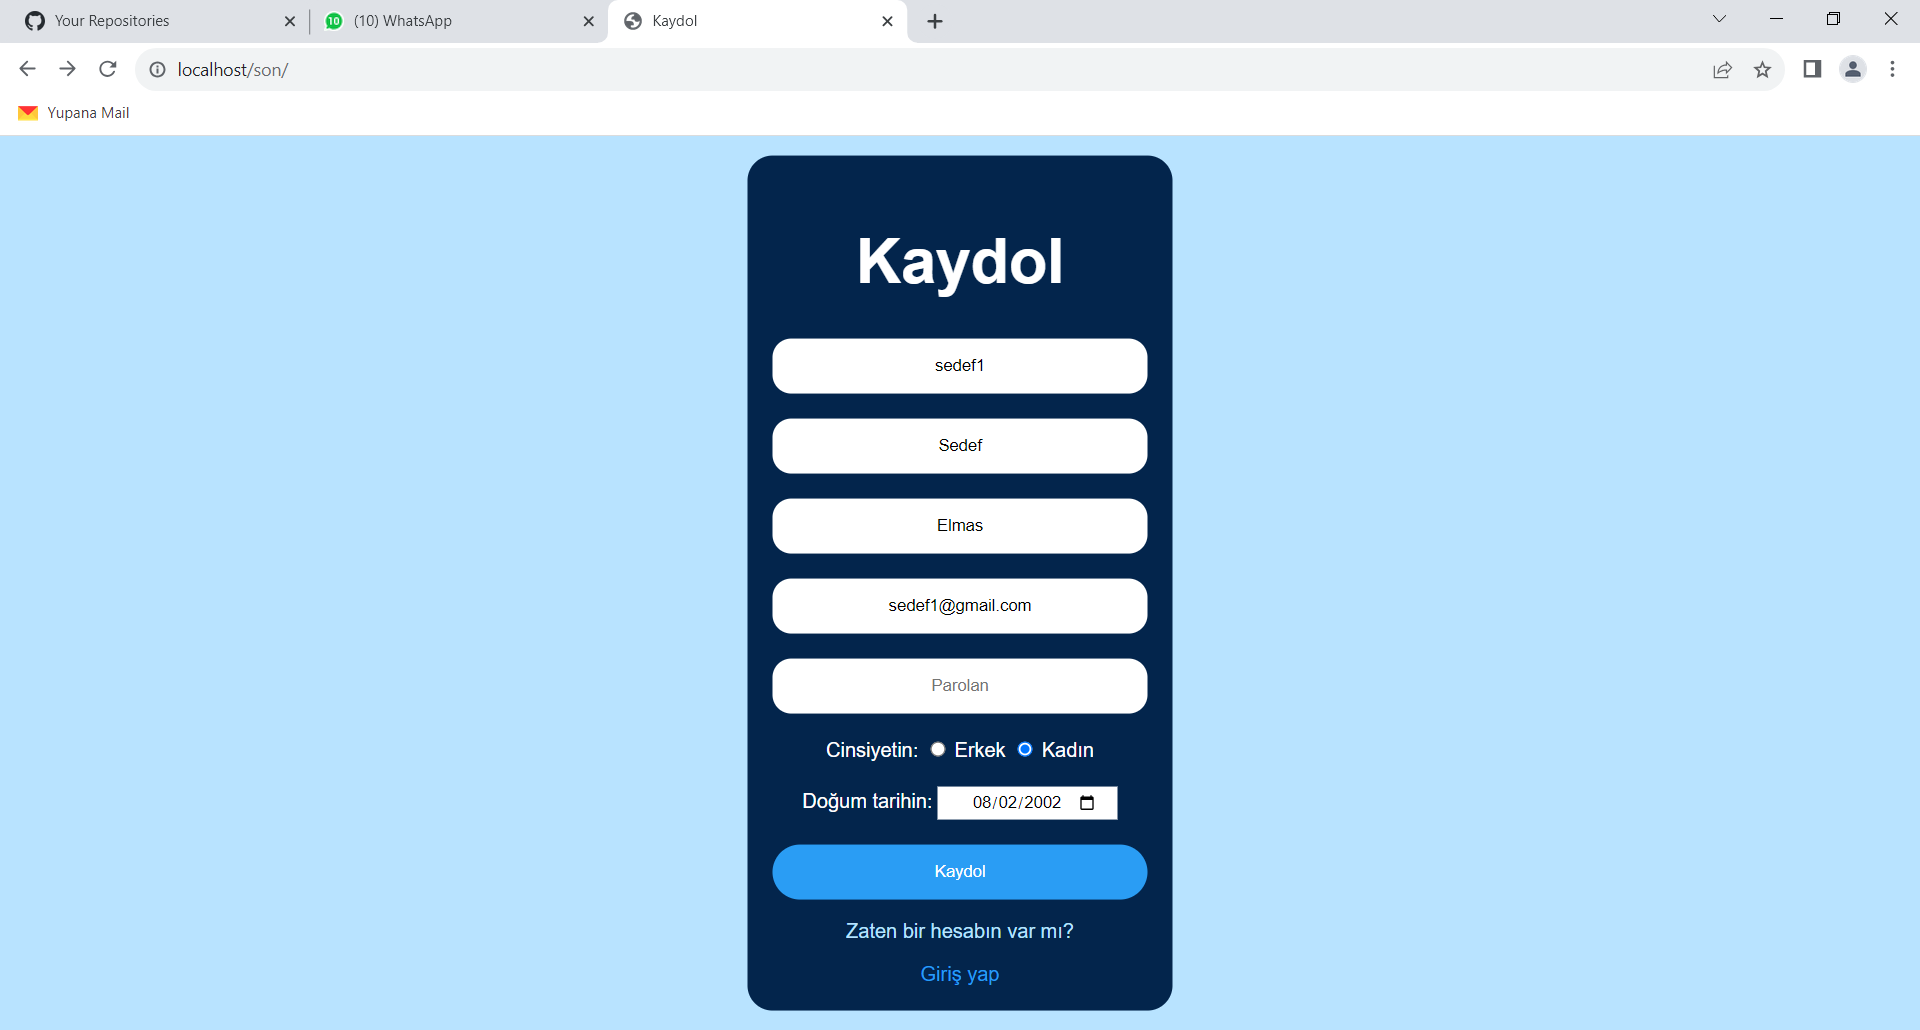 Your Repositories
10
(10) WhatsApp
Kaydol
localhost/son/
Yupana Mail
Kaydol
sedef1
Sedef
Elmas
sedef1@gmail.com
Parolan
Cinsiyetin: Erkek Kadın
Doğum tarihin: 08/02/2002
Kaydol
Zaten bir hesabın var mı?
Giriş yap